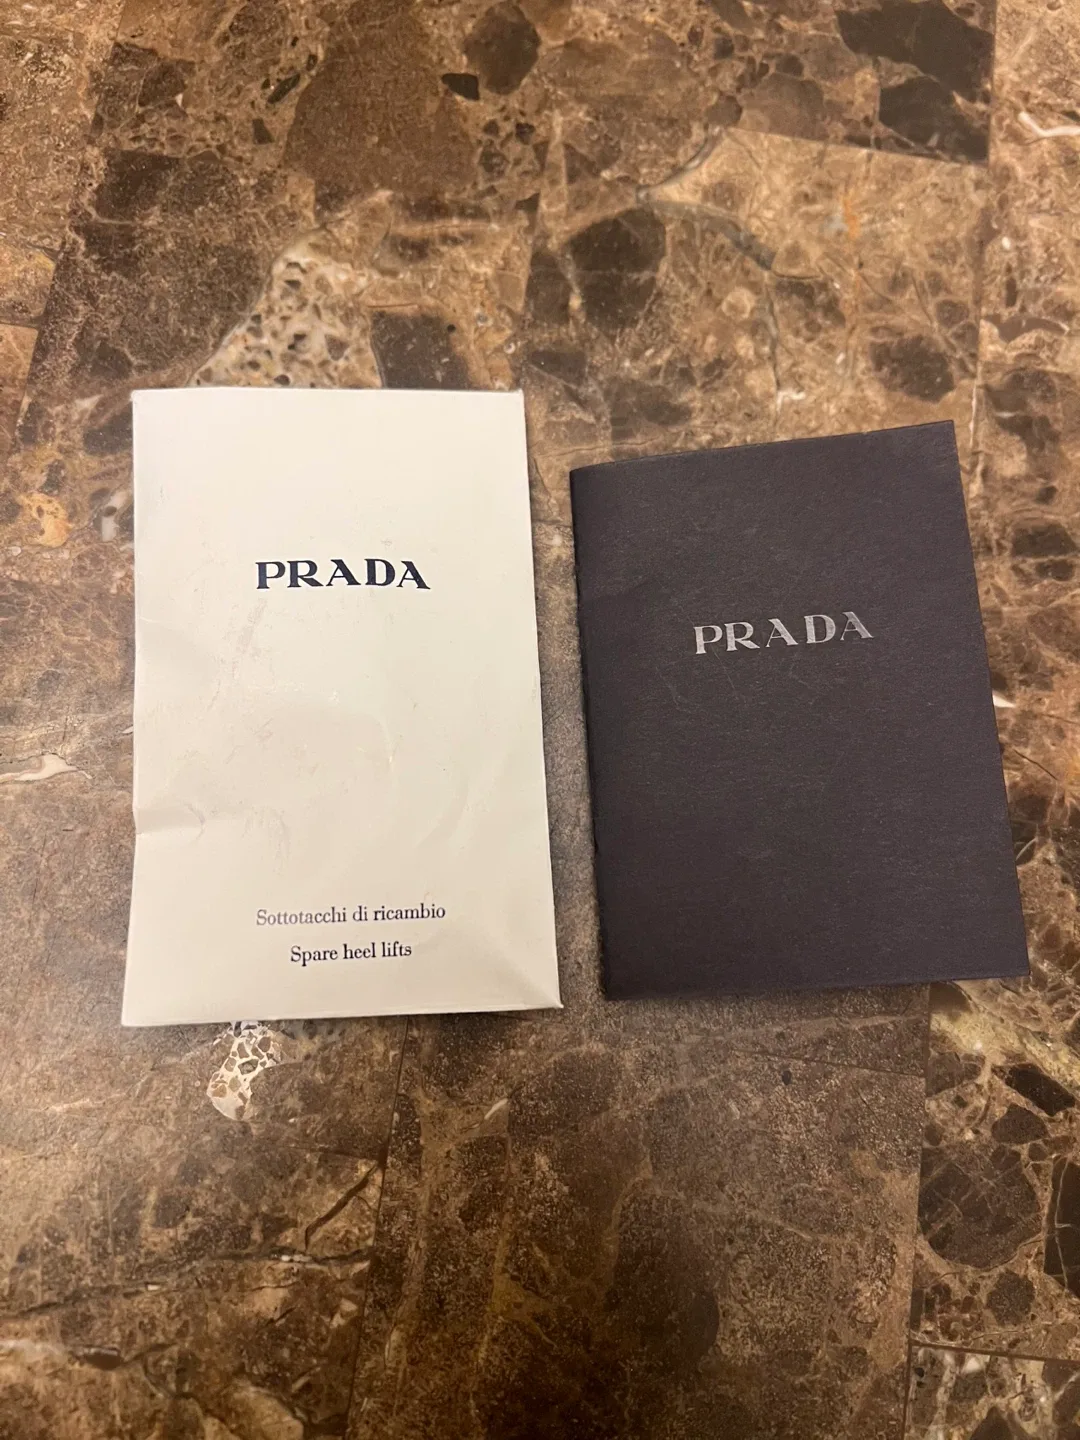 PRADA
Sottotacchi di ricambio
Spare heel lifts
PRADA